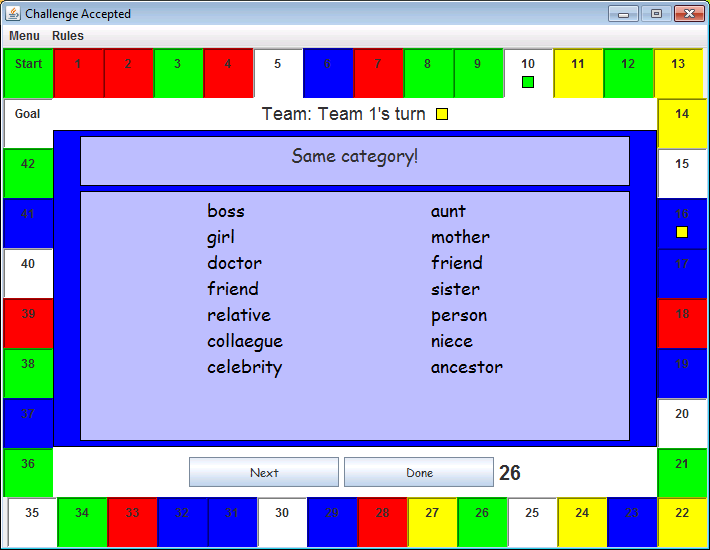 Challenge Accepted
Menu Rules
Start 1 2 3 4 5 6 7 8 9 10 11 12 13
Goal Team: Team 1's turn 14
Same category! 15
42 boss aunt
41 girl mother 16
doctor friend 17
40 friend sister
39 relative person 18
collaegue niece
38 celebrity ancestor 19
37 20
36 Next Done 26 21
35 34 33 32 31 30 29 28 27 26 25 24 23 22